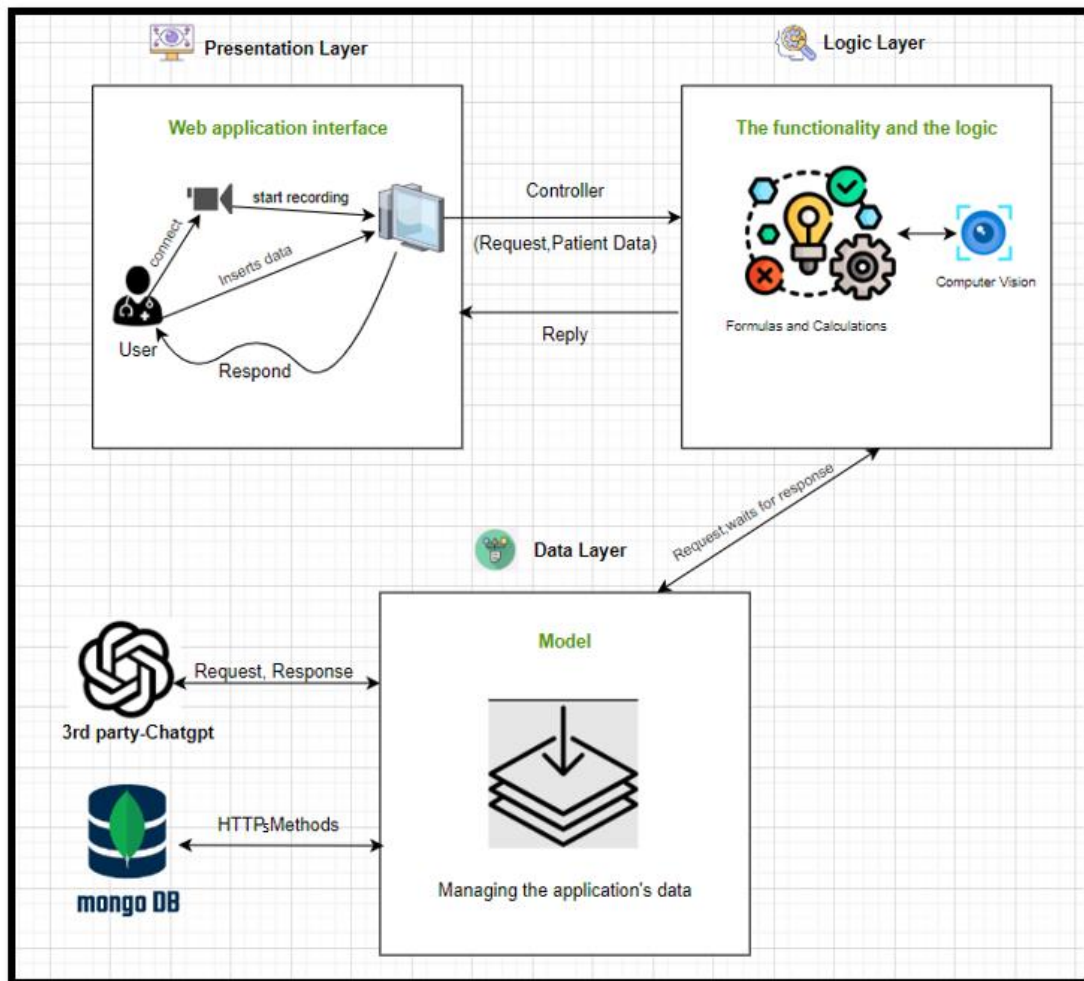 Presentation Layer
Logic Layer
Web application interface
start recording
connect
Inserts data
User
Respond
Controller
(Request,Patient Data)
Reply
The functionality and the logic
Computer Vision
Formulas and Calculations
Request,waits for response
Data Layer
Model
Request, Response
3rd party-Chatgpt
HTTPsMethods
mongo DB
Managing the application's data